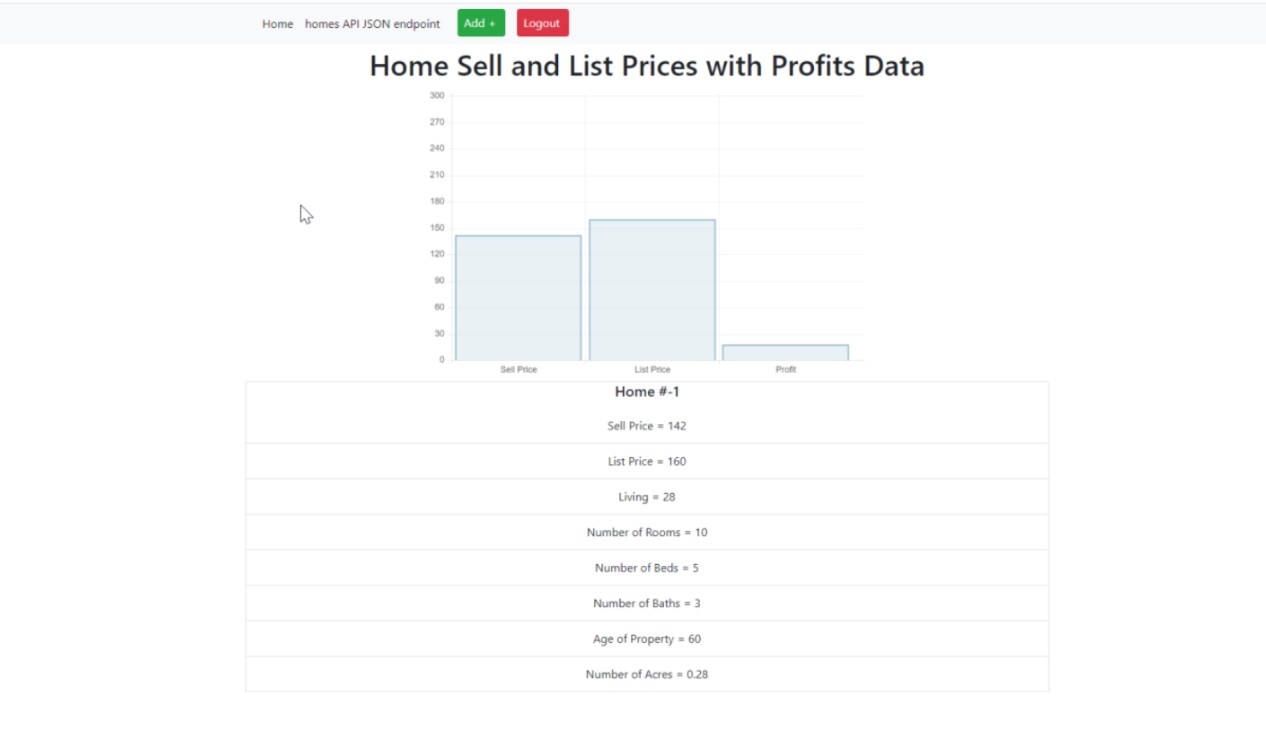 Home homes API JSON endpoint Add + Logout
Home Sell and List Prices with Profits Data
300
270
240
210
180
150
120
90
60
30
0
Sell Price List Price Profit
Home #-1
Sell Price = 142
List Price = 160
Living = 28
Number of Rooms = 10
Number of Beds = 5
Number of Baths = 3
Age of Property = 60
Number of Acres = 0.28